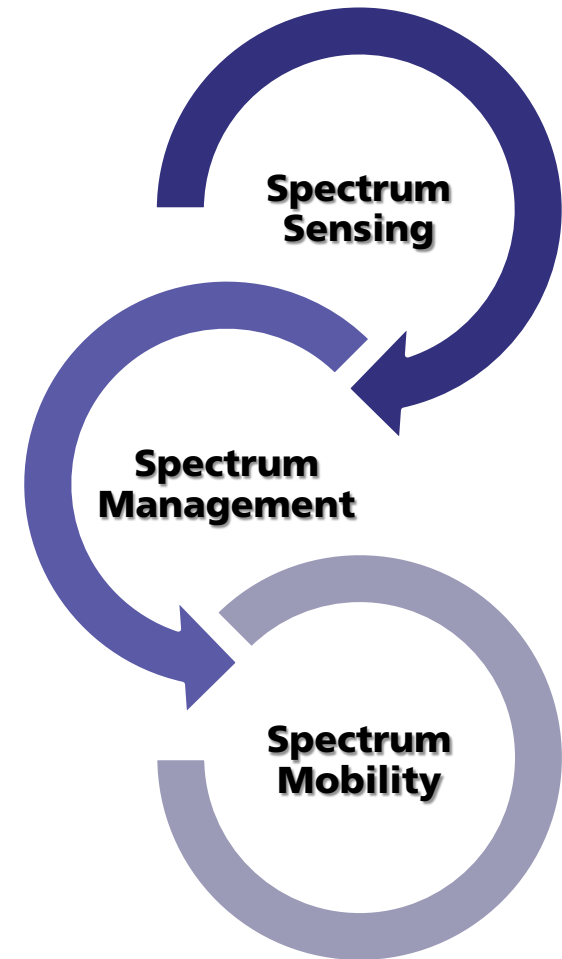 Spectrum
Sensing
Spectrum
Management
Spectrum
Mobility